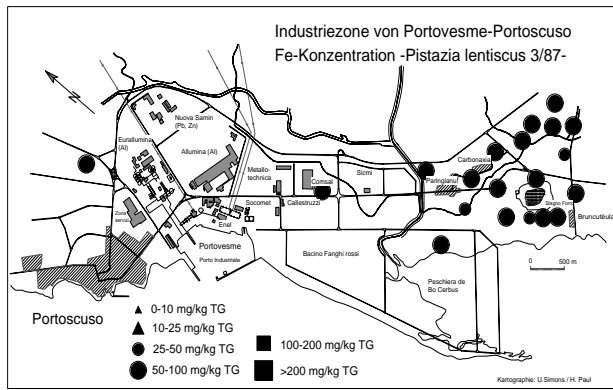 Industriezone von Portovesme-Portoscuso
Fe-Konzentration -Pistazia lentiscus 3/87-
N
Nuova Samin
(Pb, Zn)
Eurallumina
(Al)
Allumina (Al)
Metallo-
technica
Comsal
Sicmi
Carbonaxia
Paringianu
Stagno Forru
Bruncutéula
Zona
servizi
Socomet
Callestruzzi
Enel
Portovesme
Porto Industriale
Bacino Fanghi rossi
Peschiera de
Bo Cerbus
0 500 m
Portoscuso
0-10 mg/kg TG
10-25 mg/kg TG
25-50 mg/kg TG
50-100 mg/kg TG
100-200 mg/kg TG
>200 mg/kg TG
Kartographie: U.Simons / H. Paul